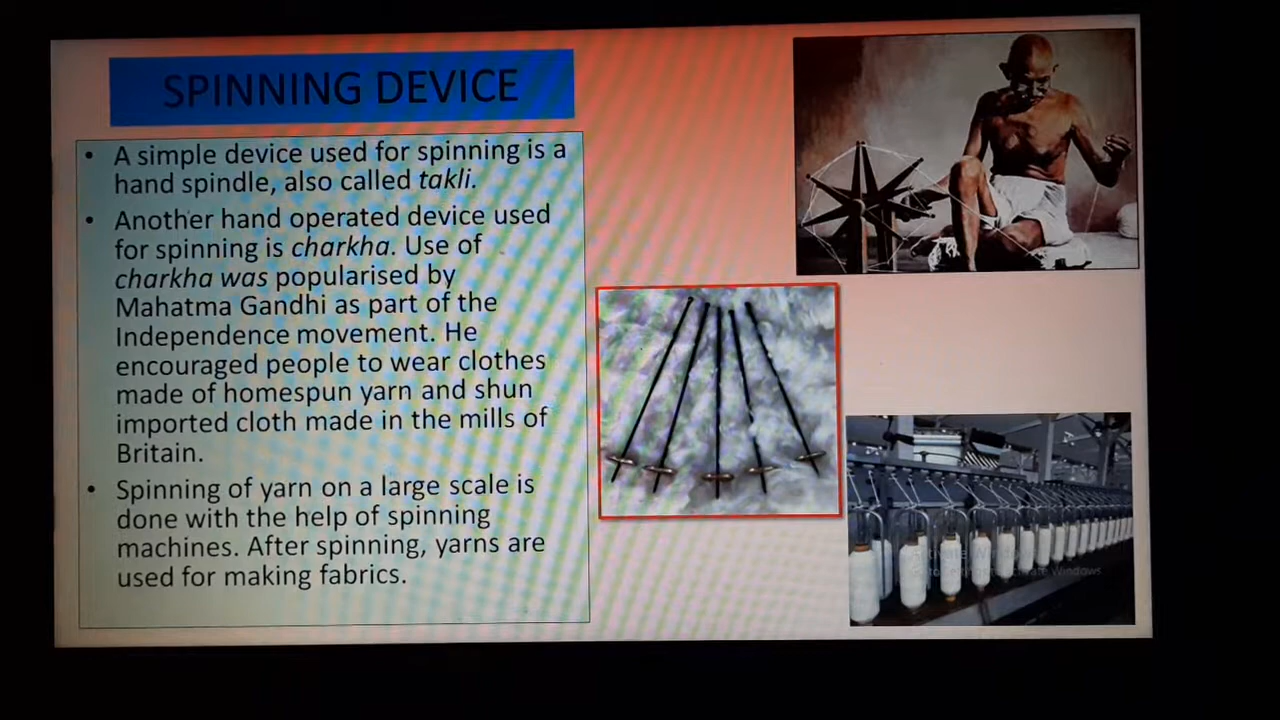 SPINNING DEVICE
• A simple device used for spinning is a
hand spindle, also called takli.
• Another hand operated device used
for spinning is charkha. Use of
charkha was popularised by
Mahatma Gandhi as part of the
Independence movement. He
encouraged people to wear clothes
made of homespun yarn and shun
imported cloth made in the mills of
Britain.
• Spinning of yarn on a large scale is
done with the help of spinning
machines. After spinning, yarns are
used for making fabrics.
Activate Windows